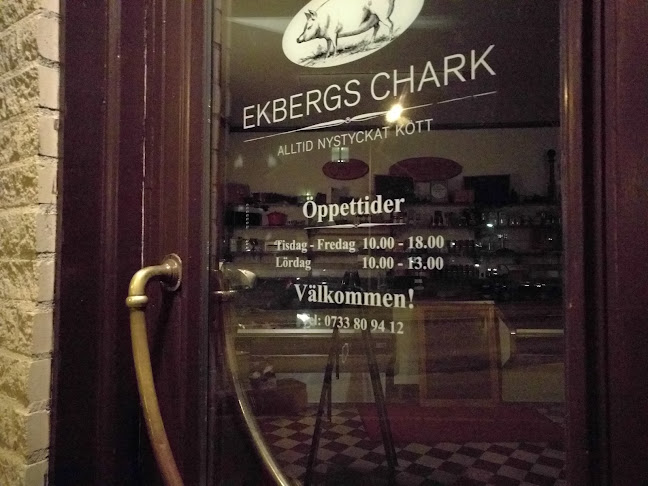 EKBERGS CHARK
ALLTID NYSTYCKAT KÖTT
Öppettider
Tisdag - Fredag 10.00 - 18.00
Lördag 10.00 - 13.00
Välkommen!
Tel: 0733 80 94 12